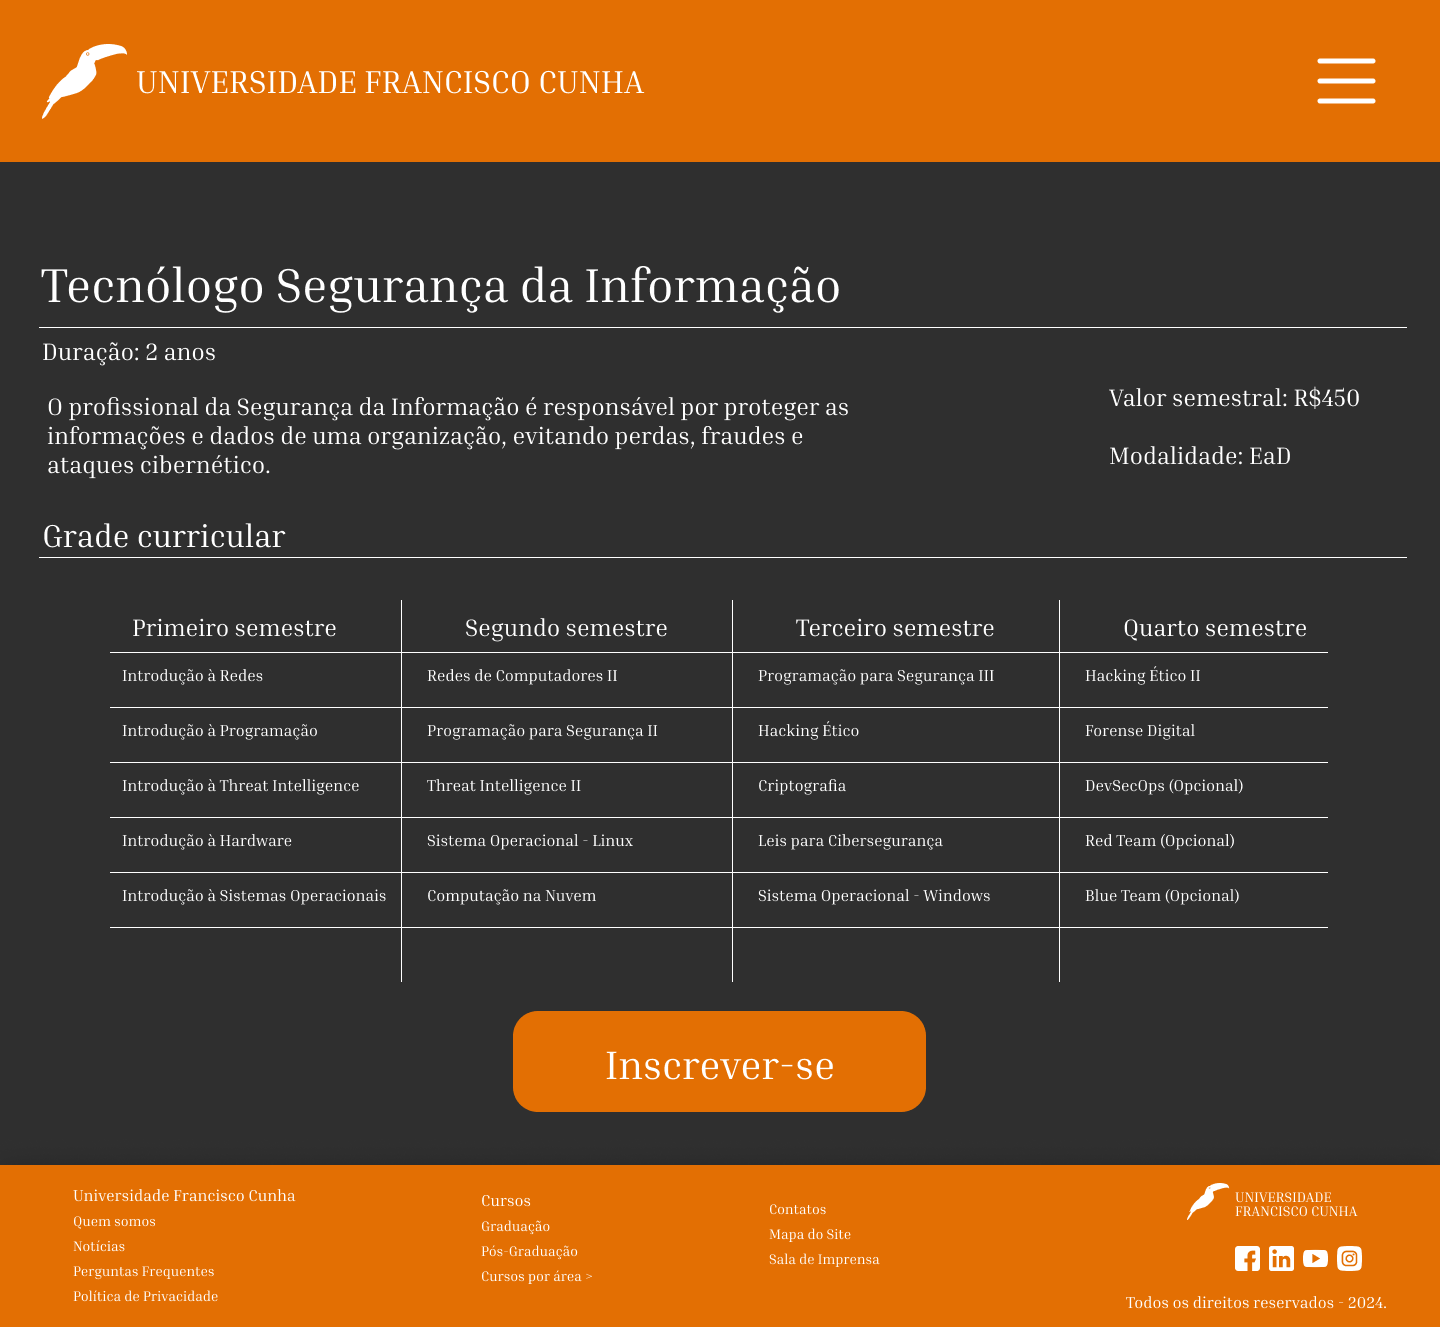 UNIVERSIDADE FRANCISCO CUNHA
Tecnólogo Segurança da Informação
Duração: 2 anos
O profissional da Segurança da Informação é responsável por proteger as
informações e dados de uma organização, evitando perdas, fraudes e
ataques cibernético.
Valor semestral: R$450
Modalidade: EaD
Grade curricular
Primeiro semestre Segundo semestre Terceiro semestre Quarto semestre
Introdução à Redes Redes de Computadores II Programação para Segurança III Hacking Ético II
Introdução à Programação Programação para Segurança II Hacking Ético Forense Digital
Introdução à Threat Intelligence Threat Intelligence II Criptografia DevSecOps (Opcional)
Introdução à Hardware Sistema Operacional - Linux Leis para Cibersegurança Red Team (Opcional)
Introdução à Sistemas Operacionais Computação na Nuvem Sistema Operacional - Windows Blue Team (Opcional)
Inscrever-se
Universidade Francisco Cunha
Quem somos
Notícias
Perguntas Frequentes
Política de Privacidade
Cursos
Graduação
Pós-Graduação
Cursos por área >
Contatos
Mapa do Site
Sala de Imprensa
UNIVERSIDADE
FRANCISCO CUNHA
Todos os direitos reservados - 2024.